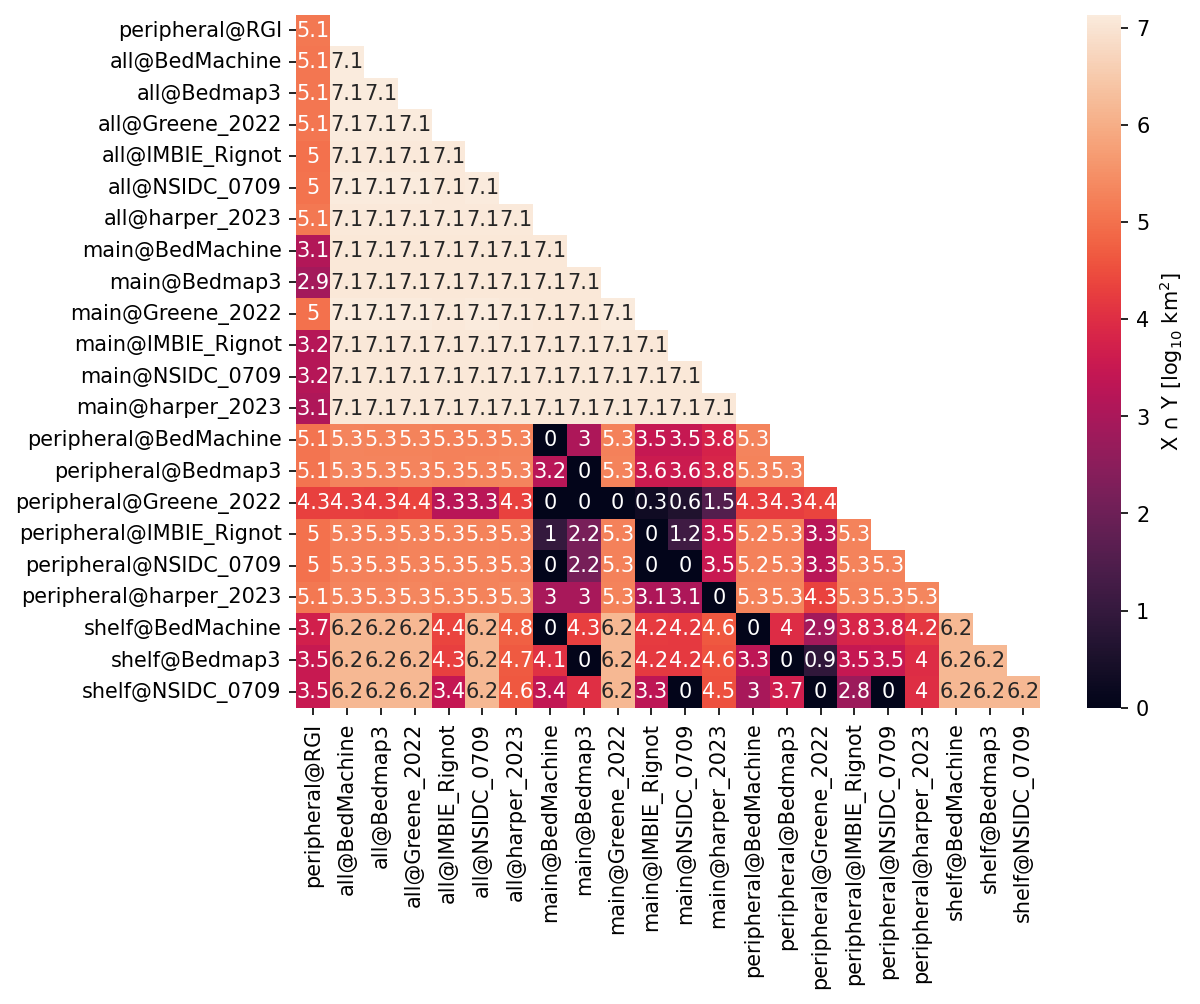 peripheral@RGI 5.1
all@BedMachine 5.1 7.1
all@Bedmap3 5.1 7.1 7.1
all@Greene_2022 5.1 7.1 7.1 7.1
all@IMBIE_Rignot 5 7.1 7.1 7.1 7.1
all@NSIDC_0709 5 7.1 7.1 7.1 7.1 7.1
all@harper_2023 5.1 7.1 7.1 7.1 7.1 7.1 7.1
main@BedMachine 3.1 7.1 7.1 7.1 7.1 7.1 7.1 7.1
main@Bedmap3 2.9 7.1 7.1 7.1 7.1 7.1 7.1 7.1 7.1
main@Greene_2022 5 7.1 7.1 7.1 7.1 7.1 7.1 7.1 7.1 7.1
main@IMBIE_Rignot 3.2 7.1 7.1 7.1 7.1 7.1 7.1 7.1 7.1 7.1 7.1
main@NSIDC_0709 3.2 7.1 7.1 7.1 7.1 7.1 7.1 7.1 7.1 7.1 7.1 7.1
main@harper_2023 3.1 7.1 7.1 7.1 7.1 7.1 7.1 7.1 7.1 7.1 7.1 7.1 7.1
peripheral@BedMachine 5.1 5.3 5.3 5.3 5.3 5.3 5.3 0 3 5.3 3.5 3.5 3.8 5.3
peripheral@Bedmap3 5.1 5.3 5.3 5.3 5.3 5.3 5.3 3.2 0 5.3 3.6 3.6 3.8 5.3 5.3
peripheral@Greene_2022 4.3 4.3 4.3 4.4 3.3 3.3 4.3 0 0 0 0.3 0.6 1.5 4.3 4.3 4.4
peripheral@IMBIE_Rignot 5 5.3 5.3 5.3 5.3 5.3 5.3 1 2.2 5.3 0 1.2 3.5 5.2 5.3 3.3 5.3
peripheral@NSIDC_0709 5 5.3 5.3 5.3 5.3 5.3 5.3 0 2.2 5.3 0 0 3.5 5.2 5.3 3.3 5.3 5.3
peripheral@harper_2023 5.1 5.3 5.3 5.3 5.3 5.3 5.3 3 3 5.3 3.1 3.1 0 5.3 5.3 4.3 5.3 5.3 5.3
shelf@BedMachine 3.7 6.2 6.2 6.2 4.4 6.2 4.8 0 4.3 6.2 4.2 4.2 4.6 0 4 2.9 3.8 3.8 4.2 6.2
shelf@Bedmap3 3.5 6.2 6.2 6.2 4.3 6.2 4.7 4.1 0 6.2 4.2 4.2 4.6 3.3 0 0.9 3.5 3.5 4 6.2 6.2
shelf@NSIDC_0709 3.5 6.2 6.2 6.2 3.4 6.2 4.6 3.4 4 6.2 3.3 0 4.5 3 3.7 0 2.8 0 4 6.2 6.2 6.2
peripheral@RGI
all@BedMachine
all@Bedmap3
all@Greene_2022
all@IMBIE_Rignot
all@NSIDC_0709
all@harper_2023
main@BedMachine
main@Bedmap3
main@Greene_2022
main@IMBIE_Rignot
main@NSIDC_0709
main@harper_2023
peripheral@BedMachine
peripheral@Bedmap3
peripheral@Greene_2022
peripheral@IMBIE_Rignot
peripheral@NSIDC_0709
peripheral@harper_2023
shelf@BedMachine
shelf@Bedmap3
shelf@NSIDC_0709
7
6
5
4
3
2
1
0
X ∩ Y [log₁₀ km²]